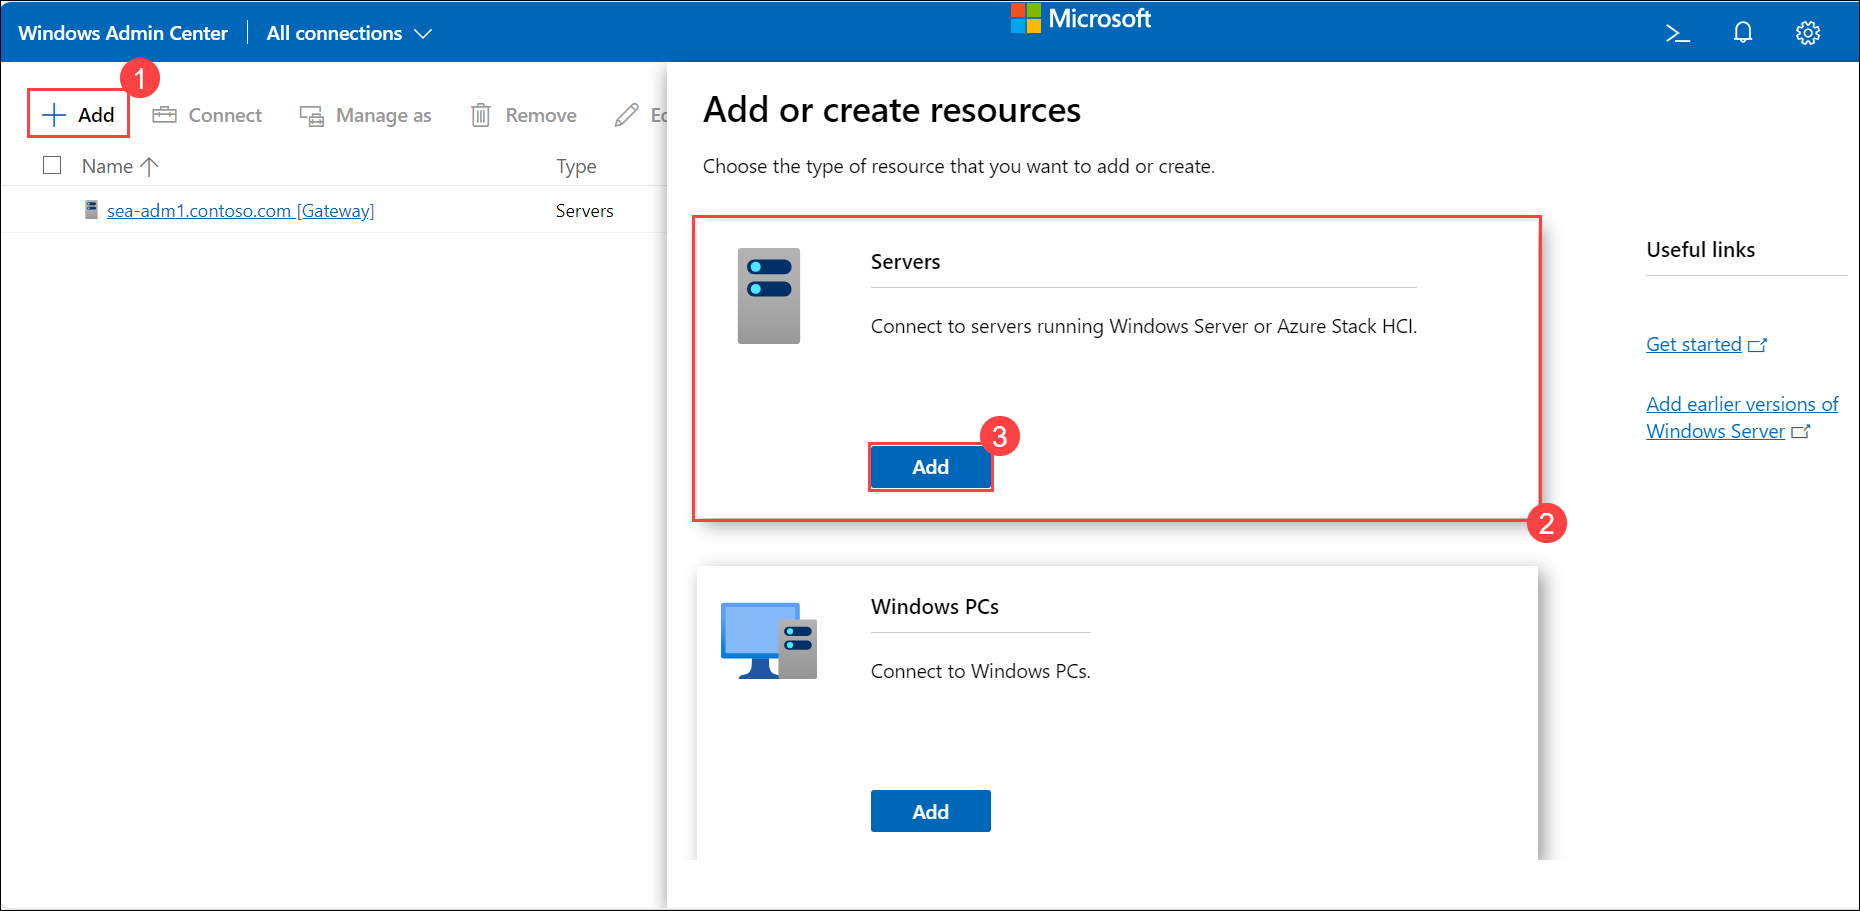 Windows Admin Center
All connections
Microsoft
1
Add
Connect
Manage as
Remove
Name
Type
sea-adm1.contoso.com [Gateway]
Servers
Add or create resources
Choose the type of resource that you want to add or create.
Servers
Connect to servers running Windows Server or Azure Stack HCI.
3
Add
2
Windows PCs
Connect to Windows PCs.
Add
Useful links
Get started
Add earlier versions of
Windows Server